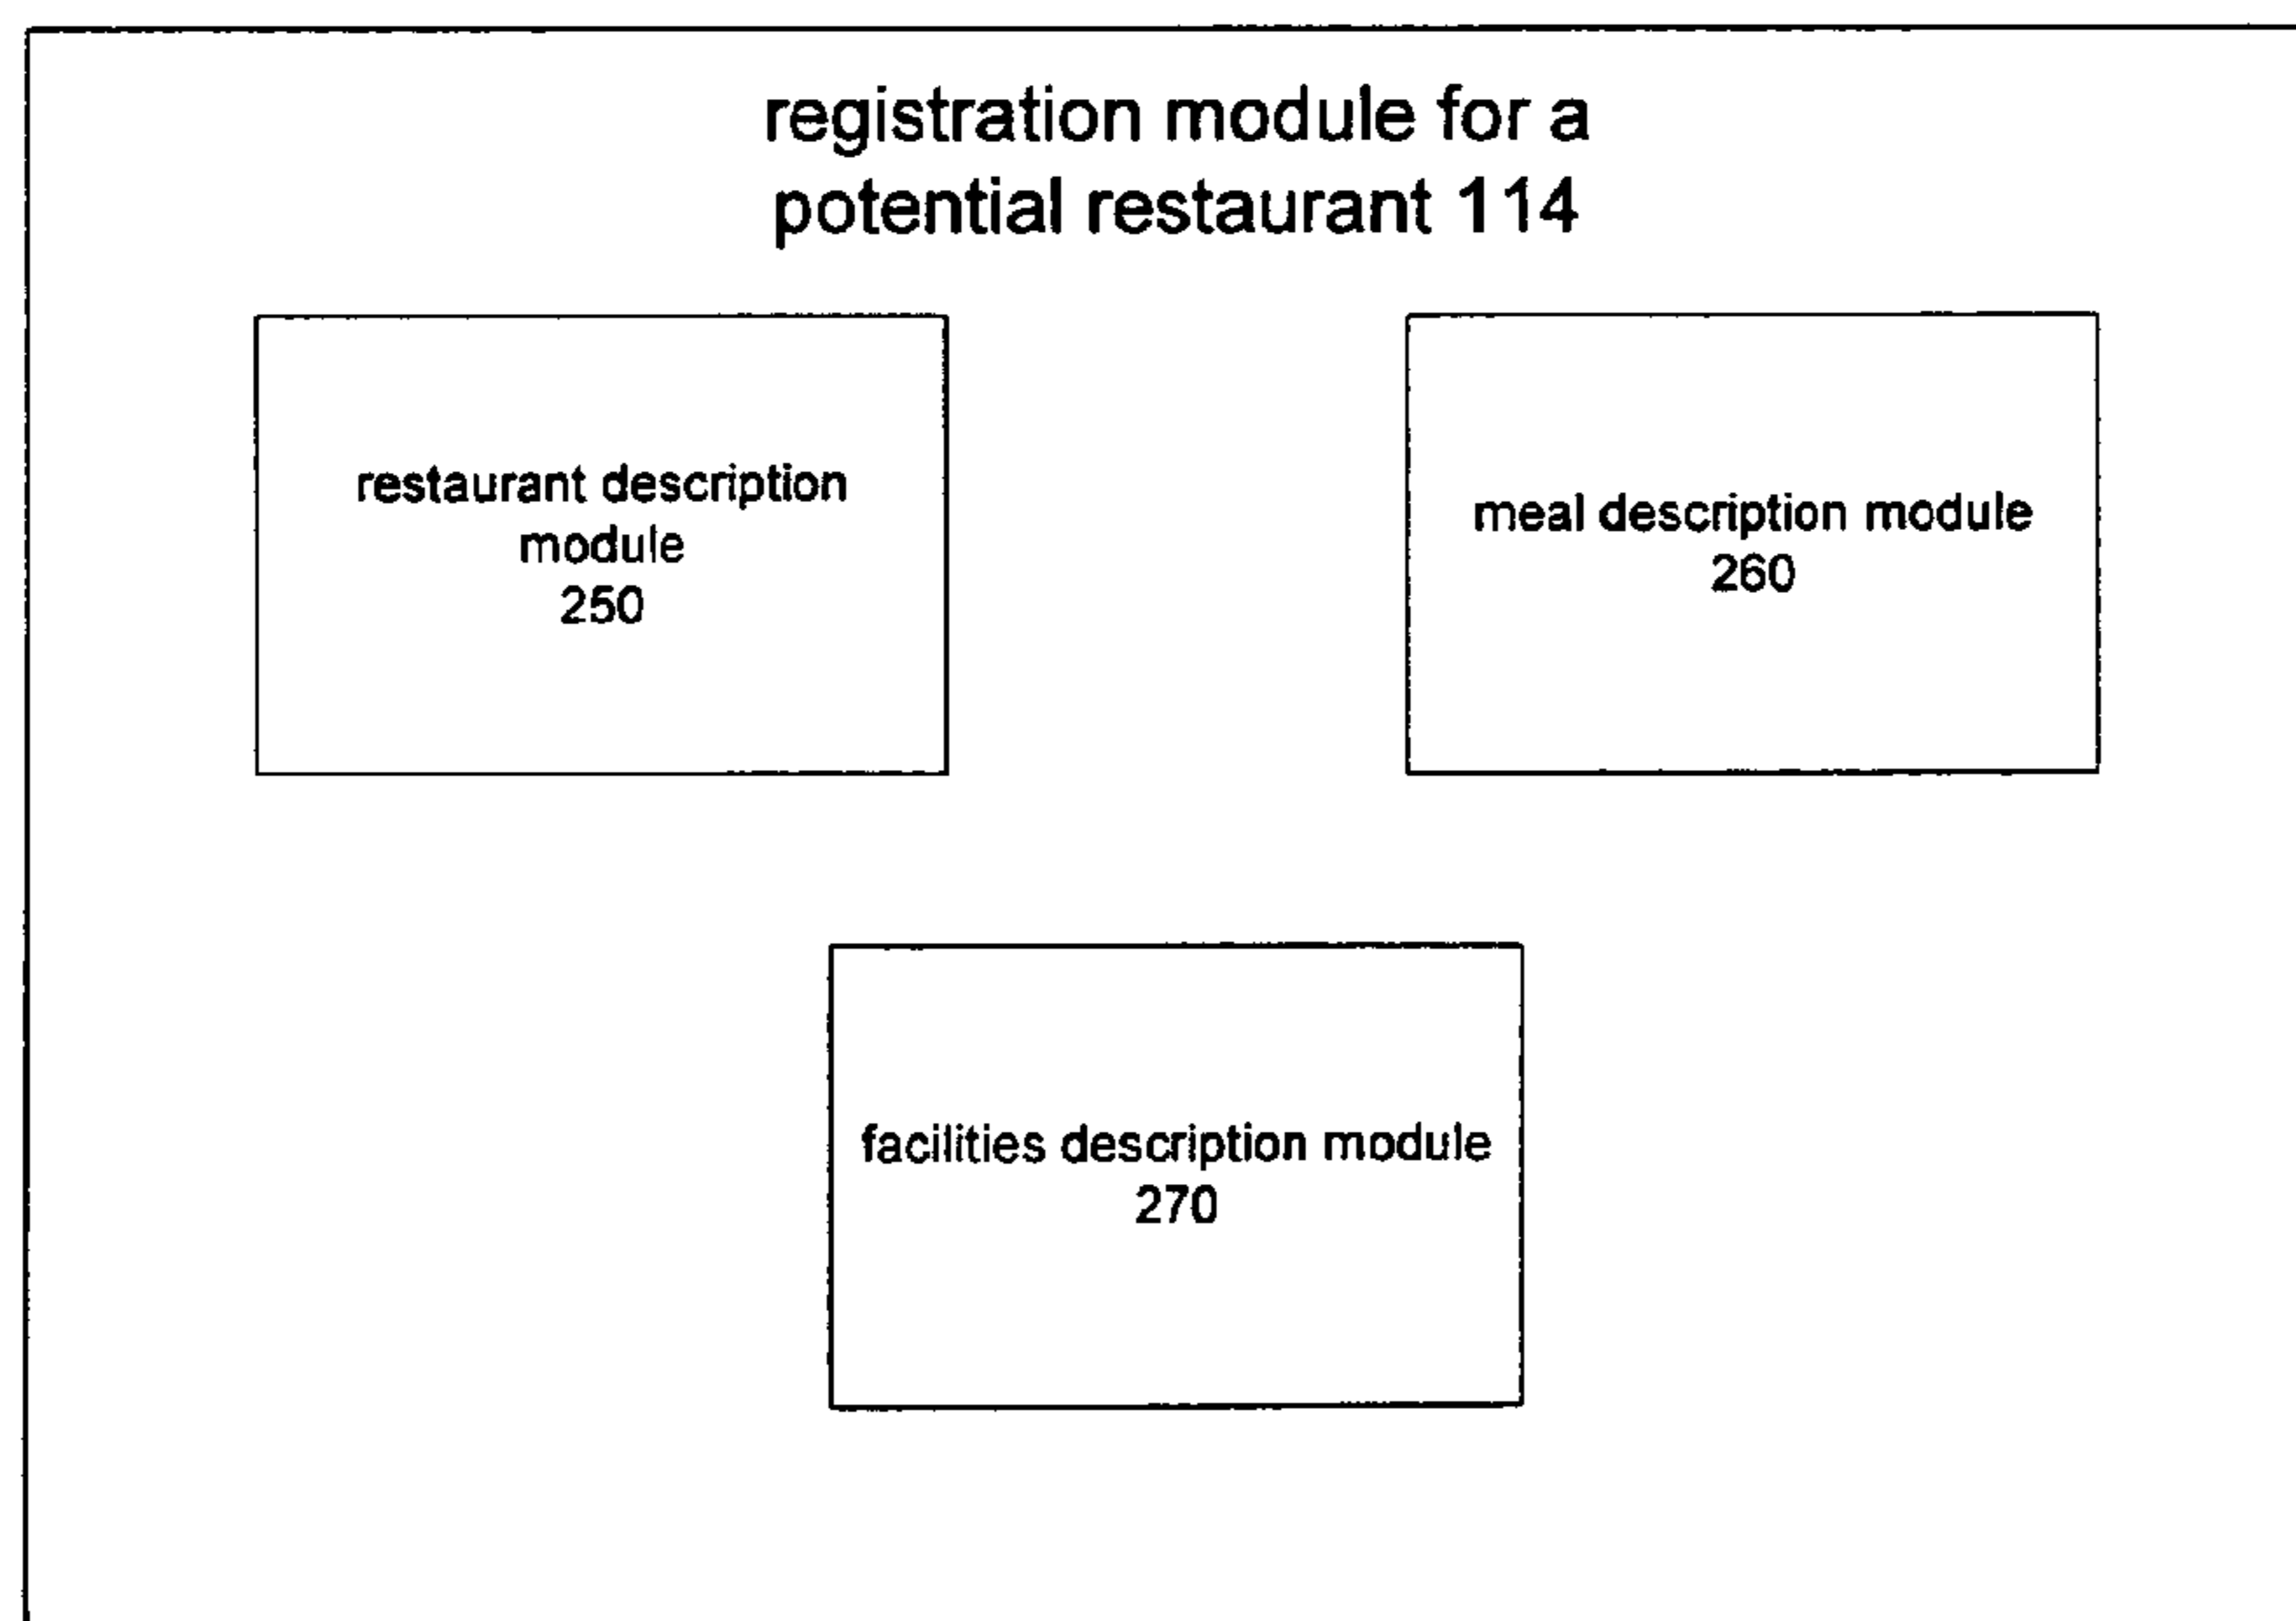 registration module for a
potential restaurant 114
restaurant description
module
250
meal description module
260
facilities description module
270